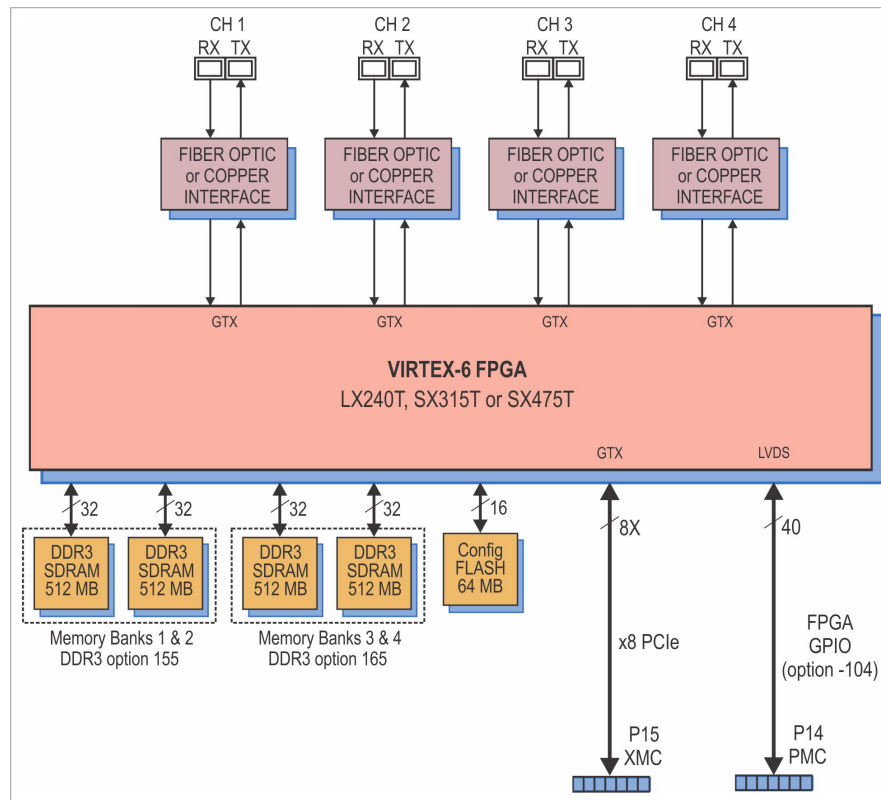 CH 1
CH 2
CH 3
CH 4
RX TX
RX TX
RX TX
RX TX
FIBER OPTIC
or COPPER
INTERFACE
FIBER OPTIC
or COPPER
INTERFACE
FIBER OPTIC
or COPPER
INTERFACE
FIBER OPTIC
or COPPER
INTERFACE
GTX
GTX
GTX
GTX
VIRTEX-6 FPGA
LX240T, SX315T or SX475T
GTX
LVDS
32
32
32
32
16
8X
40
DDR3
SDRAM
512 MB
DDR3
SDRAM
512 MB
DDR3
SDRAM
512 MB
DDR3
SDRAM
512 MB
Config
FLASH
64 MB
Memory Banks 1 & 2
DDR3 option 155
Memory Banks 3 & 4
DDR3 option 165
x8 PCIe
FPGA
GPIO
(option -104)
P15
XMC
P14
PMC